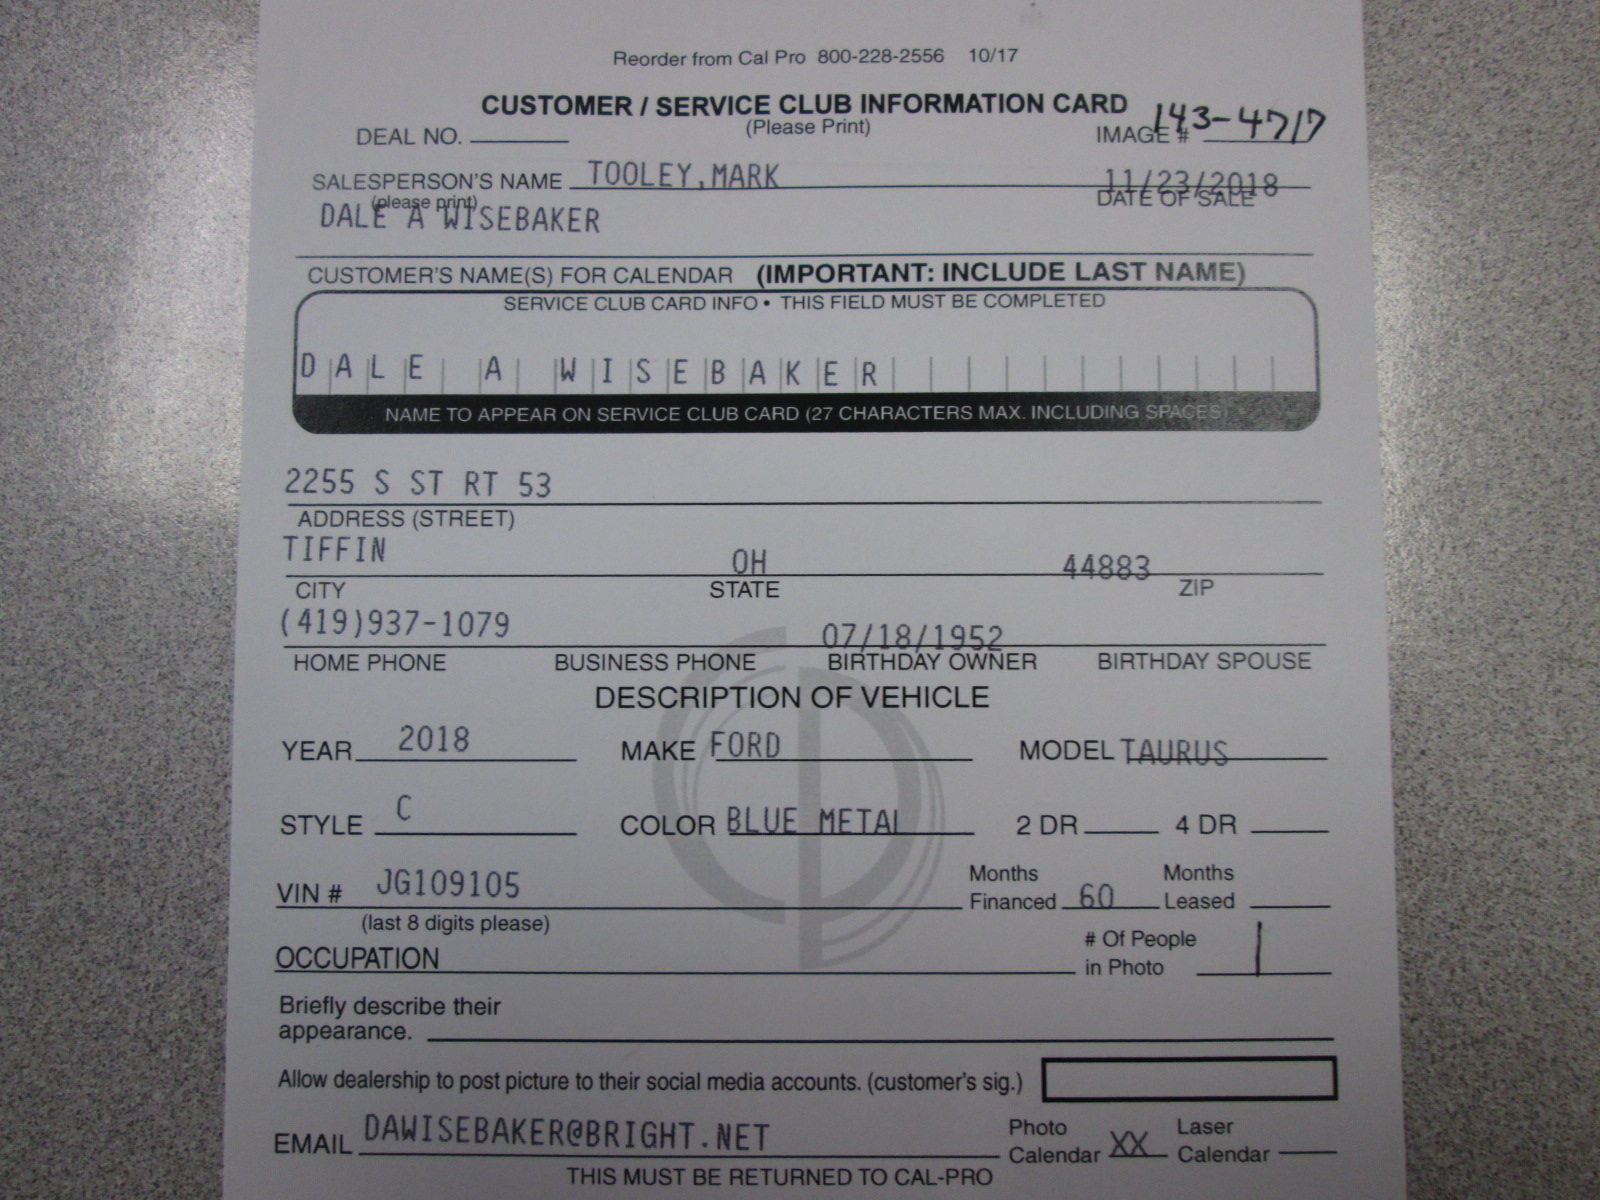 Reorder from Cal Pro 800-228-2556 10/17
CUSTOMER / SERVICE CLUB INFORMATION CARD
(Please Print)
DEAL NO.
IMAGE # 143-4717
SALESPERSON'S NAME TOOLEY,MARK 11/23/2018
(please print) DATE OF SALE
DALE A WISEBAKER
CUSTOMER'S NAME(S) FOR CALENDAR (IMPORTANT: INCLUDE LAST NAME)
SERVICE CLUB CARD INFO • THIS FIELD MUST BE COMPLETED
DALE A WISEBAKER
NAME TO APPEAR ON SERVICE CLUB CARD (27 CHARACTERS MAX. INCLUDING SPACES)
2255 S ST RT 53
ADDRESS (STREET)
TIFFIN OH 44883
CITY STATE ZIP
(419)937-1079 07/18/1952
HOME PHONE BUSINESS PHONE BIRTHDAY OWNER BIRTHDAY SPOUSE
DESCRIPTION OF VEHICLE
YEAR 2018 MAKE FORD MODEL TAURUS
STYLE C COLOR BLUE METAL 2 DR 4 DR
VIN # JG109105 Months Financed 60 Months Leased
(last 8 digits please)
OCCUPATION # Of People in Photo 1
Briefly describe their
appearance.
Allow dealership to post picture to their social media accounts. (customer's sig.)
EMAIL DAWISEBAKER@BRIGHT.NET Photo Calendar XX Laser Calendar
THIS MUST BE RETURNED TO CAL-PRO